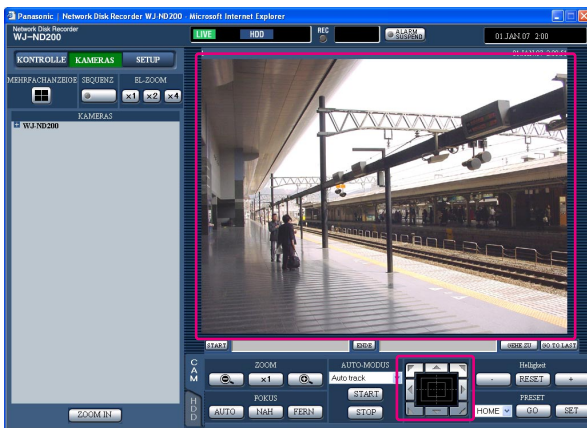 Panasonic | Network Disk Recorder WJ-ND200 - Microsoft Internet Explorer
Network Disk Recorder
WJ-ND200
LIVE HDD REC ALARM SUSPEND 01.JAN.07 2:00
KONTROLLE KAMERAS SETUP
MEHRFACHANZEIGE SEQUENZ EL-ZOOM
x1 x2 x4
KAMERAS
WJ-ND200
START ENDE GEHE ZU GO TO LAST
CAM
HDD
ZOOM AUTO-MODUS Helligkeit
x1 Auto track - RESET +
FOKUS START PRESET
AUTO NAH FERN STOP HOME GO SET
ZOOM IN